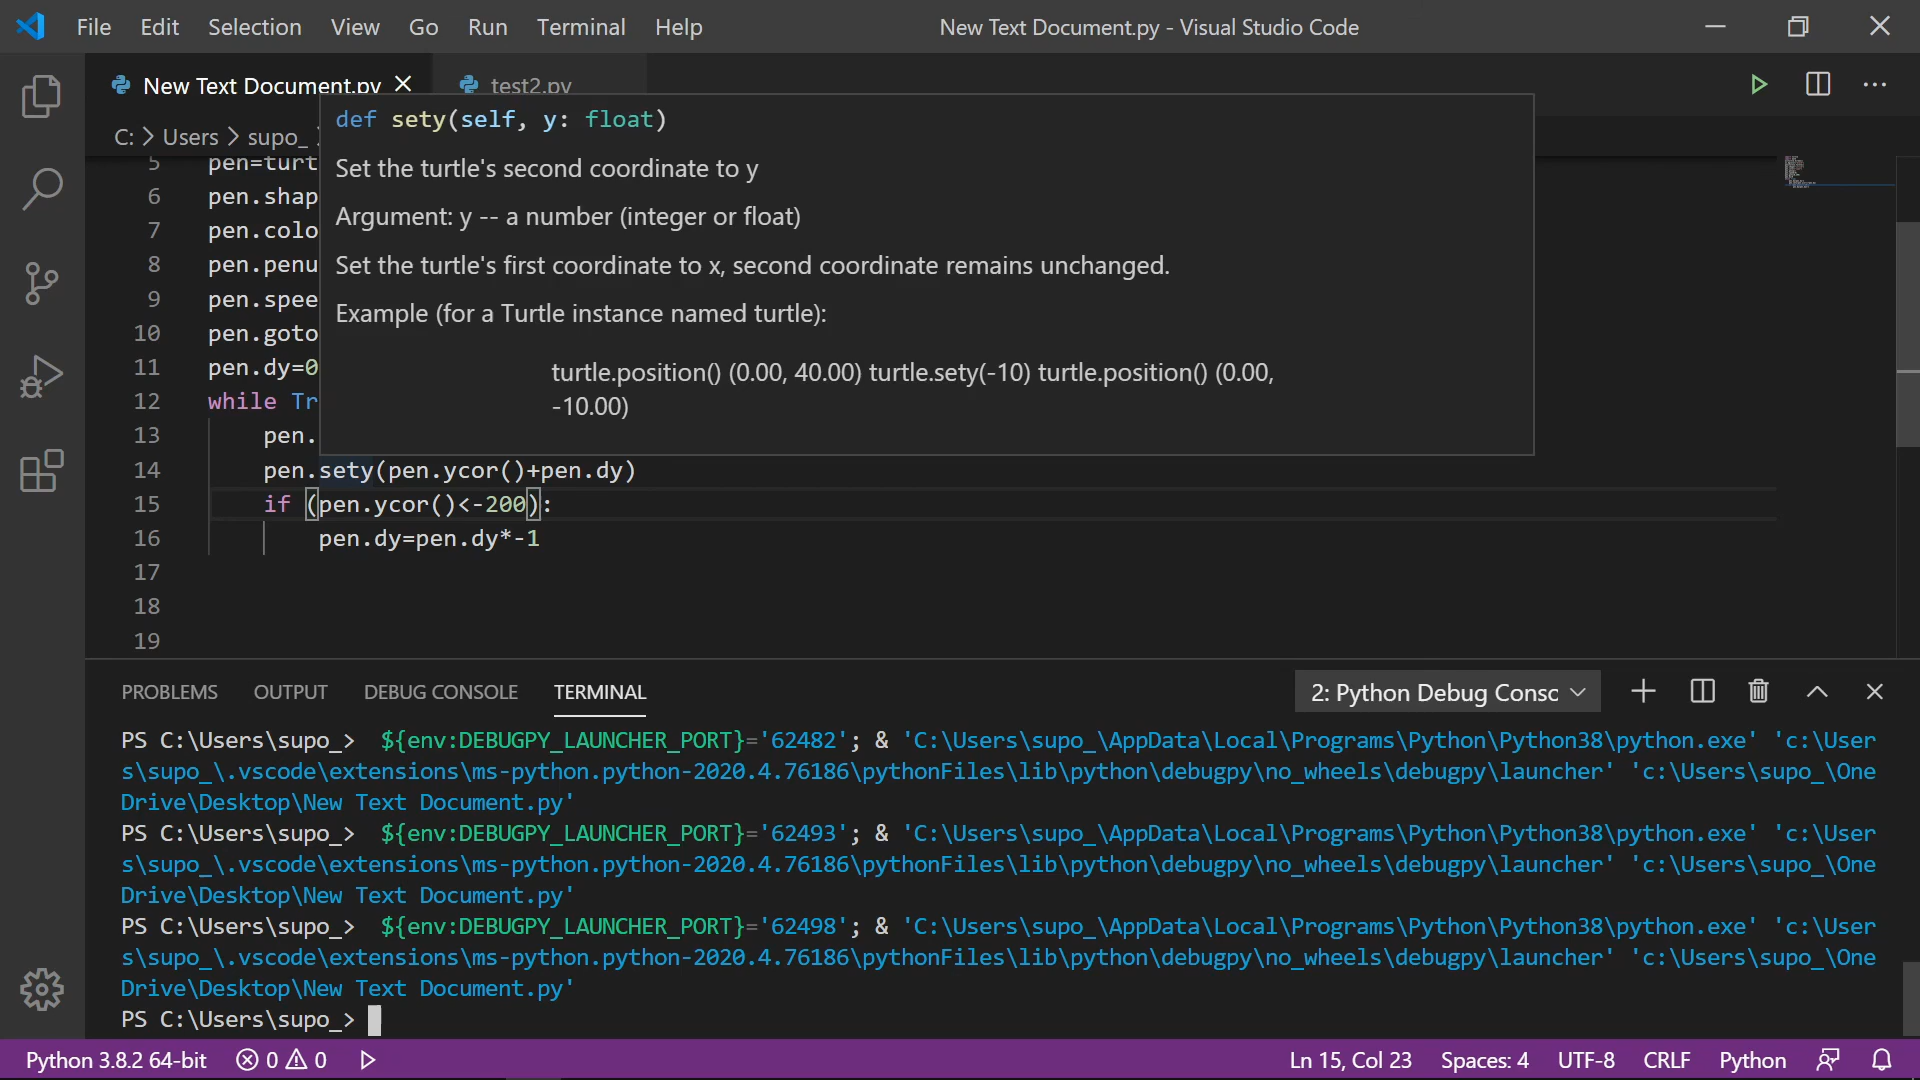 File Edit Selection View Go Run Terminal Help New Text Document.py - Visual Studio Code
New Text Document.py test2.py
C: > Users > supo_ >
def sety(self, y: float)
Set the turtle's second coordinate to y
Argument: y -- a number (integer or float)
Set the turtle's first coordinate to x, second coordinate remains unchanged.
Example (for a Turtle instance named turtle):
turtle.position() (0.00, 40.00) turtle.sety(-10) turtle.position() (0.00,
-10.00)
5 pen=turt
6 pen.shap
7 pen.colo
8 pen.penu
9 pen.spee
10 pen.goto
11 pen.dy=0
12 while Tr
13 pen.
14 pen.sety(pen.ycor()+pen.dy)
15 if (pen.ycor()<-200):
16 pen.dy=pen.dy*-1
17
18
19
PROBLEMS OUTPUT DEBUG CONSOLE TERMINAL 2: Python Debug Consc
PS C:\Users\supo_> ${env:DEBUGPY_LAUNCHER_PORT}='62482'; & 'C:\Users\supo_\AppData\Local\Programs\Python\Python38\python.exe' 'c:\User
s\supo_\.vscode\extensions\ms-python.python-2020.4.76186\pythonFiles\lib\python\debugpy\no_wheels\debugpy\launcher' 'c:\Users\supo_\One
Drive\Desktop\New Text Document.py'
PS C:\Users\supo_> ${env:DEBUGPY_LAUNCHER_PORT}='62493'; & 'C:\Users\supo_\AppData\Local\Programs\Python\Python38\python.exe' 'c:\User
s\supo_\.vscode\extensions\ms-python.python-2020.4.76186\pythonFiles\lib\python\debugpy\no_wheels\debugpy\launcher' 'c:\Users\supo_\One
Drive\Desktop\New Text Document.py'
PS C:\Users\supo_> ${env:DEBUGPY_LAUNCHER_PORT}='62498'; & 'C:\Users\supo_\AppData\Local\Programs\Python\Python38\python.exe' 'c:\User
s\supo_\.vscode\extensions\ms-python.python-2020.4.76186\pythonFiles\lib\python\debugpy\no_wheels\debugpy\launcher' 'c:\Users\supo_\One
Drive\Desktop\New Text Document.py'
PS C:\Users\supo_>
Python 3.8.2 64-bit 0 0 Ln 15, Col 23 Spaces: 4 UTF-8 CRLF Python